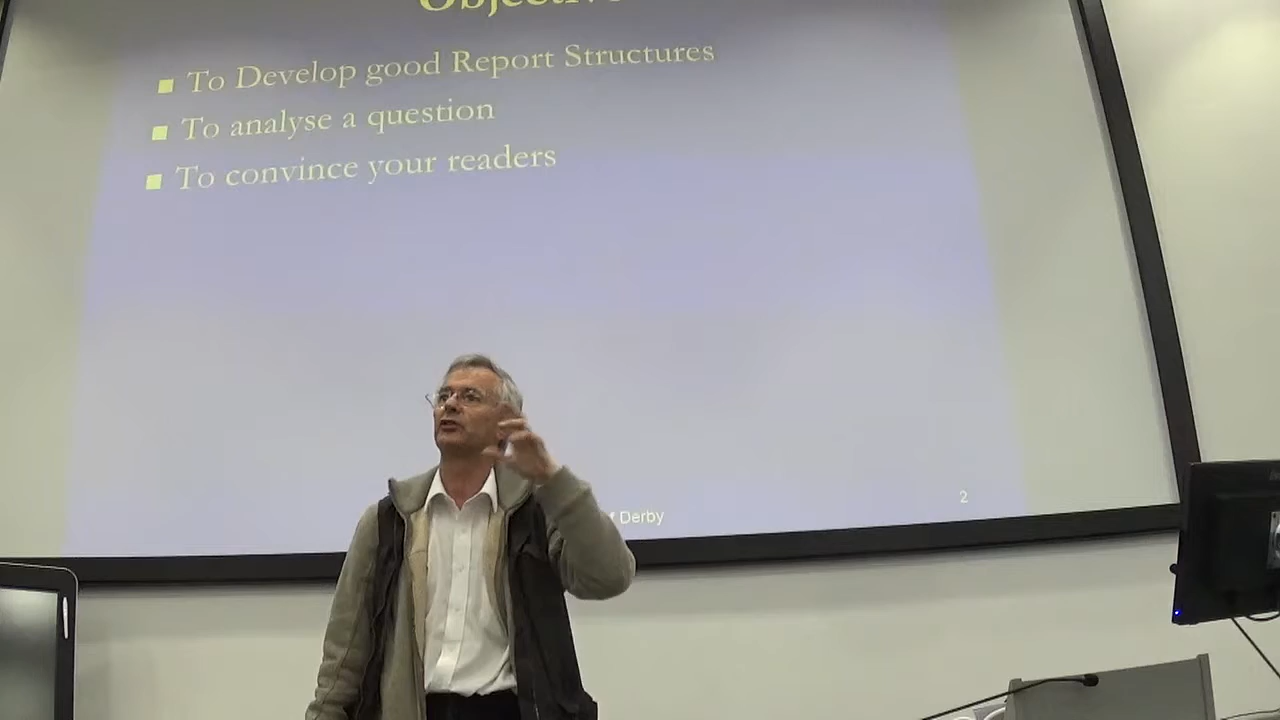 To Develop good Report Structures
To analyse a question
To convince your readers
f Derby
2